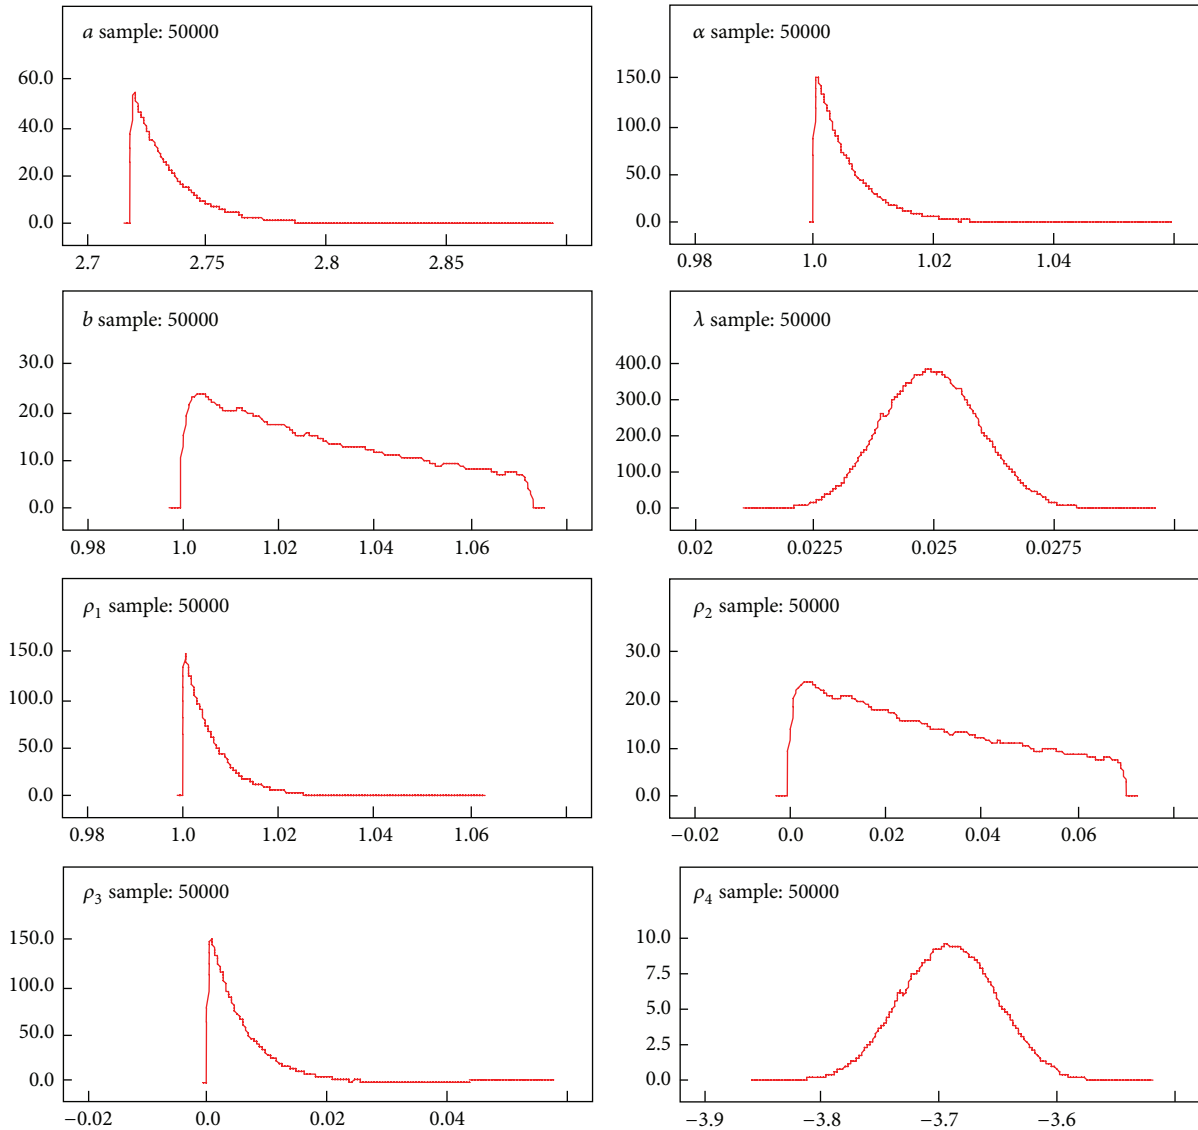 a sample: 50000
60.0
40.0
20.0
0.0
2.7 2.75 2.8 2.85
α sample: 50000
150.0
100.0
50.0
0.0
0.98 1.0 1.02 1.04
b sample: 50000
30.0
20.0
10.0
0.0
0.98 1.0 1.02 1.04 1.06
λ sample: 50000
400.0
300.0
200.0
100.0
0.0
0.02 0.0225 0.025 0.0275
ρ1 sample: 50000
150.0
100.0
50.0
0.0
0.98 1.0 1.02 1.04 1.06
ρ2 sample: 50000
30.0
20.0
10.0
0.0
−0.02 0.0 0.02 0.04 0.06
ρ3 sample: 50000
150.0
100.0
50.0
0.0
−0.02 0.0 0.02 0.04
ρ4 sample: 50000
10.0
7.5
5.0
2.5
0.0
−3.9 −3.8 −3.7 −3.6